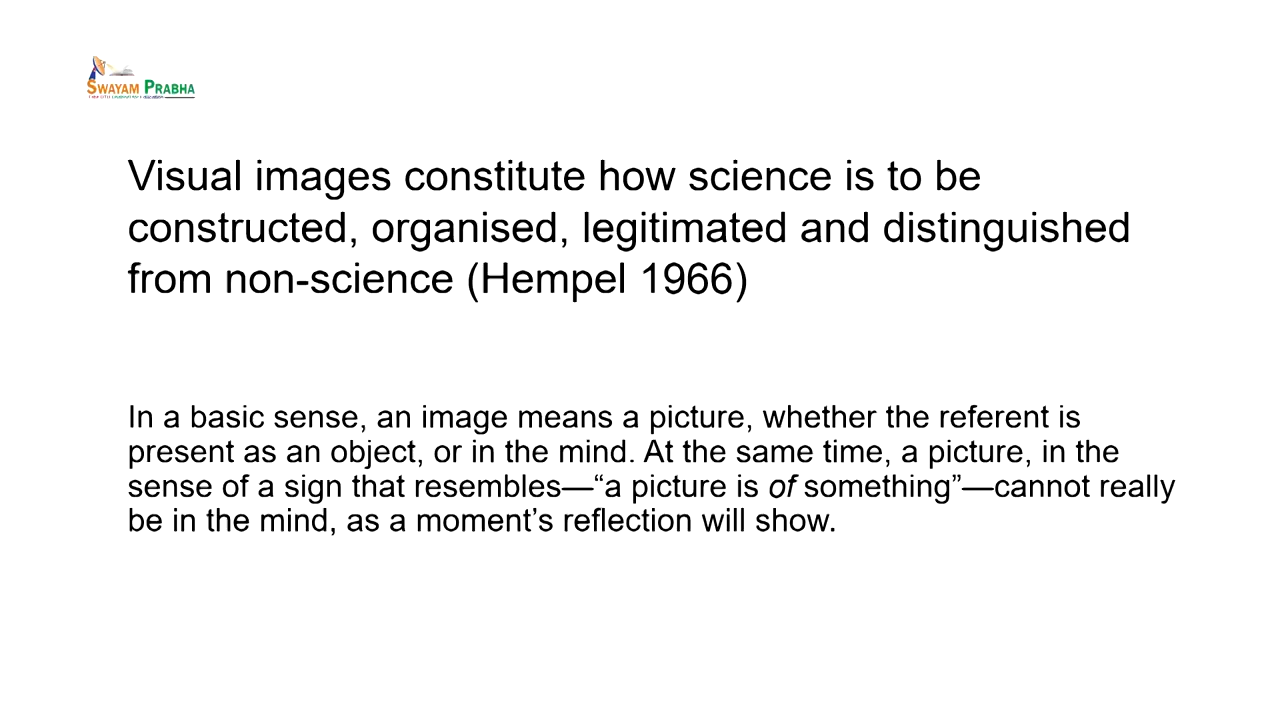 SWAYAM PRABHA
Visual images constitute how science is to be
constructed, organised, legitimated and distinguished
from non-science (Hempel 1966)
In a basic sense, an image means a picture, whether the referent is
present as an object, or in the mind. At the same time, a picture, in the
sense of a sign that resembles—“a picture is of something”—cannot really
be in the mind, as a moment’s reflection will show.